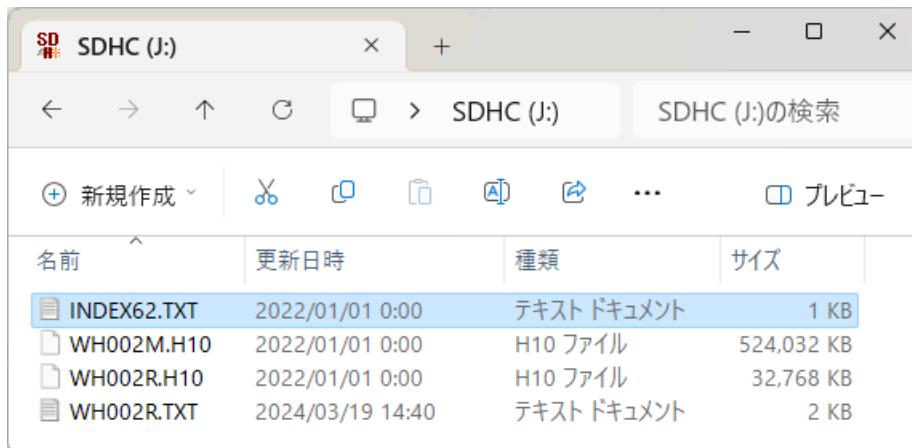 SD H SDHC (J:)
SDHC (J:) SDHC (J:)の検索
新規作成 A プレビュー
名前 更新日時 種類 サイズ
INDEX62.TXT 2022/01/01 0:00 テキスト ドキュメント 1 KB
WH002M.H10 2022/01/01 0:00 H10 ファイル 524,032 KB
WH002R.H10 2022/01/01 0:00 H10 ファイル 32,768 KB
WH002R.TXT 2024/03/19 14:40 テキスト ドキュメント 2 KB